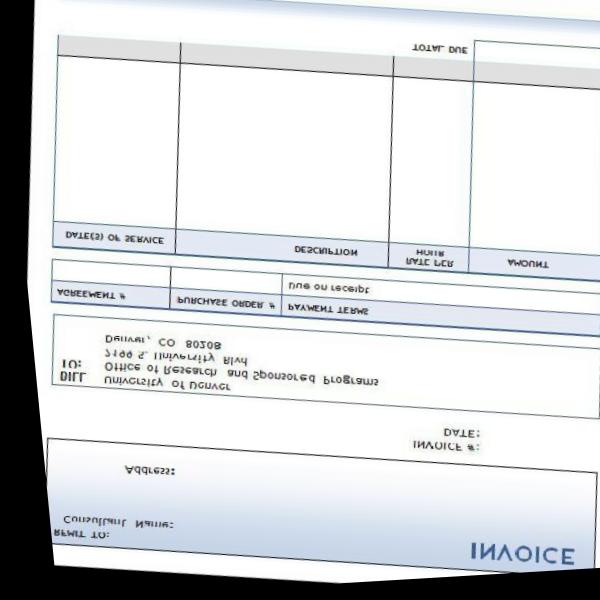 INVOICE
REMIT TO:
Consultant Name:
Address:
INVOICE #:
DATE:
BILL TO:
University of Denver
Office of Research and Sponsored Programs
2199 S. University Blvd
Denver, CO 80208
AGREEMENT # PURCHASE ORDER # PAYMENT TERMS
Due on receipt
DATE(S) OF SERVICE DESCRIPTION RATE PER HOUR AMOUNT
TOTAL DUE